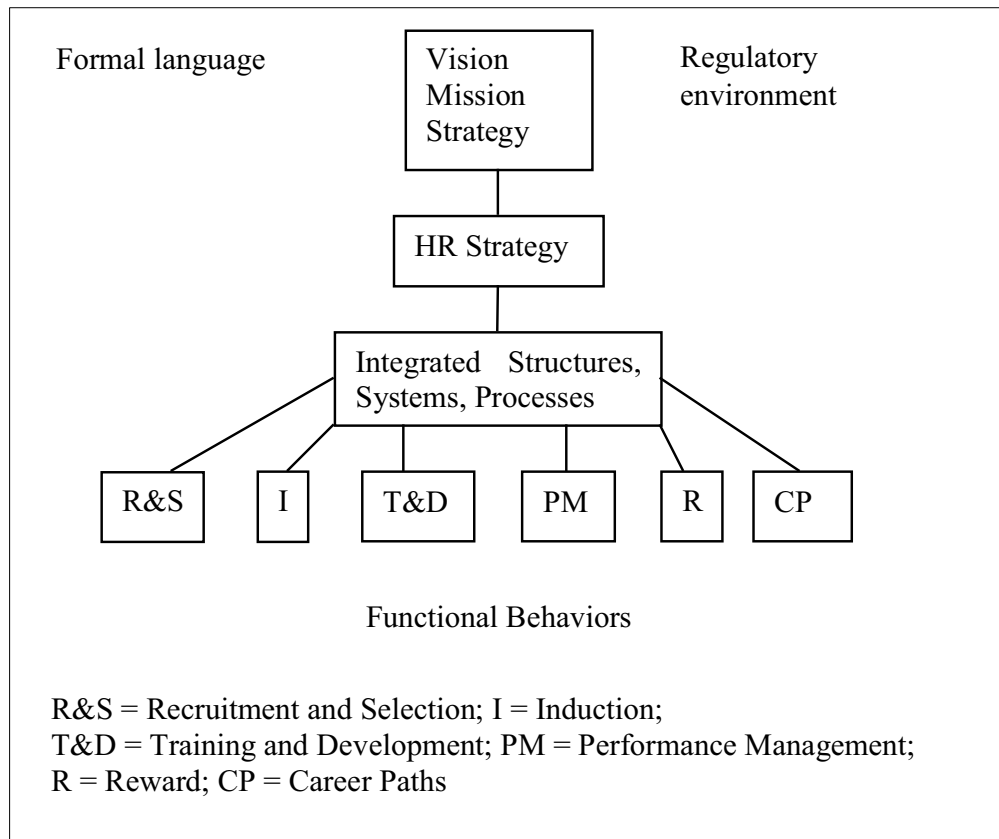 Formal language
Vision
Mission
Strategy
Regulatory
environment
HR Strategy
Integrated Structures,
Systems, Processes
R&S
I
T&D
PM
R
CP
Functional Behaviors
R&S = Recruitment and Selection; I = Induction;
T&D = Training and Development; PM = Performance Management;
R = Reward; CP = Career Paths